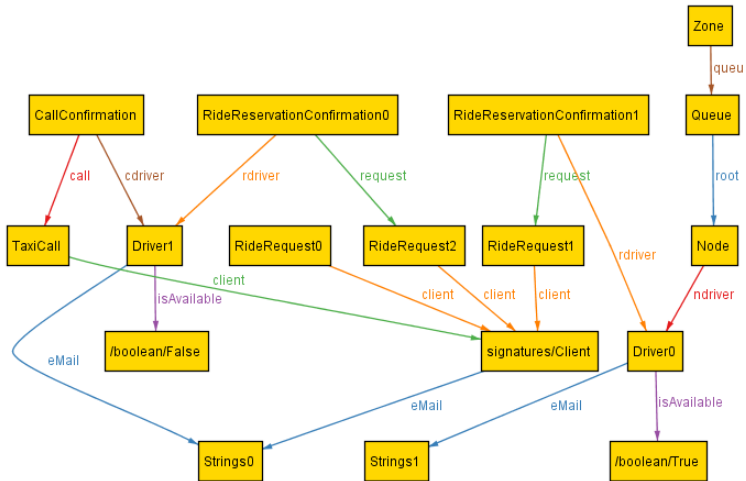 Zone
queu
CallConfirmation
RideReservationConfirmation0
RideReservationConfirmation1
Queue
call
cdriver
rdriver
request
request
root
TaxiCall
Driver1
RideRequest0
RideRequest2
RideRequest1
Node
rdriver
client
isAvailable
client
client
client
ndriver
/boolean/False
signatures/Client
Driver0
eMail
eMail
eMail
isAvailable
Strings0
Strings1
/boolean/True